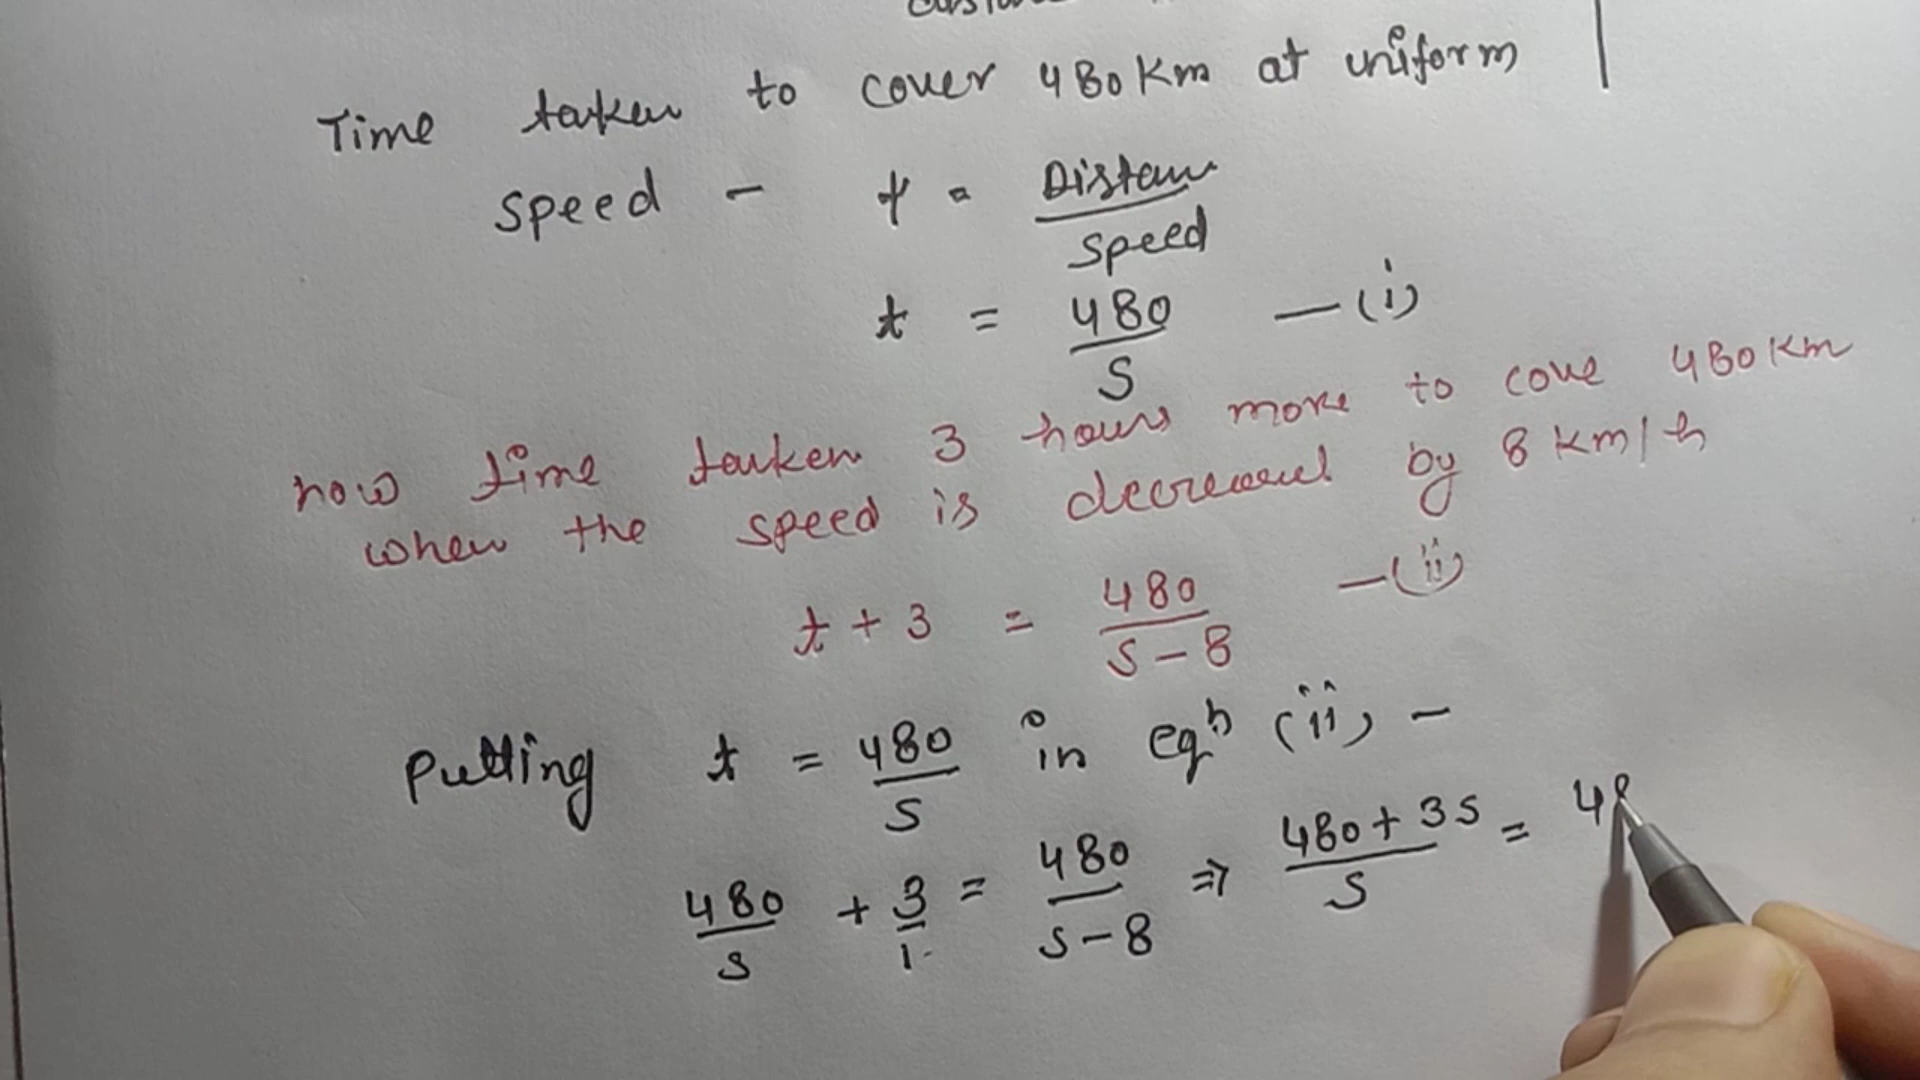 Time taken to cover 480 Km at uniform
speed - t = Distan/speed
t = 480/S — (i)
now time taken 3 hours more to cove 480 Km
when the speed is decreased by 8 Km/h
t + 3 = 480/S-8 — (ii)
Putting t = 480/S in eqn (ii) -
480/S + 3/1 = 480/S-8 ⇒ 480+3S/S = 48